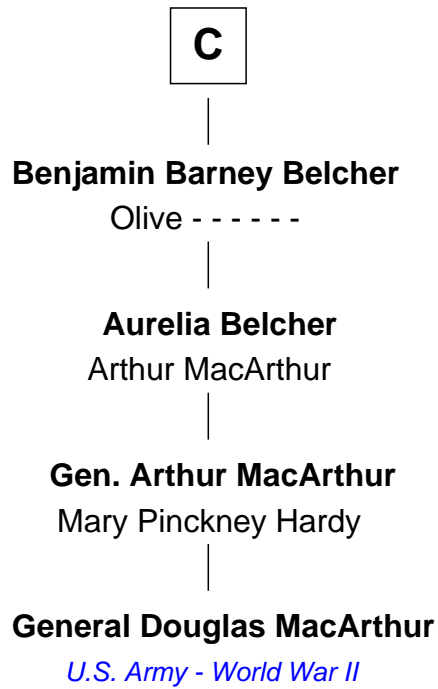 C
Benjamin Barney Belcher
Olive - - - - - -
Aurelia Belcher
Arthur MacArthur
Gen. Arthur MacArthur
Mary Pinckney Hardy
General Douglas MacArthur
U.S. Army - World War II